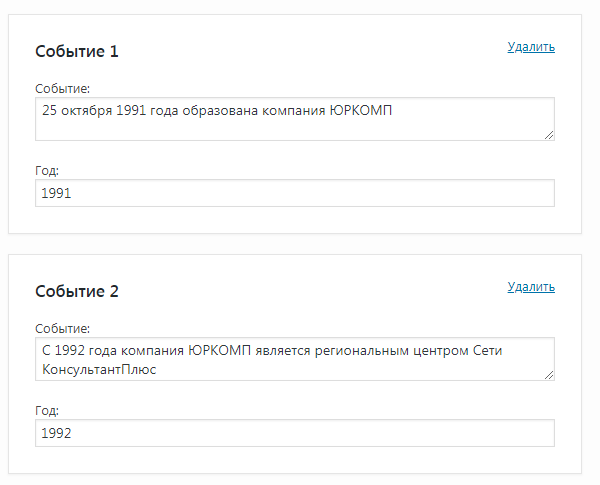 Событие 1
Удалить
Событие:
25 октября 1991 года образована компания ЮРКОМП
Год:
1991
Событие 2
Удалить
Событие:
С 1992 года компания ЮРКОМП является региональным центром Сети
КонсультантПлюс
Год:
1992